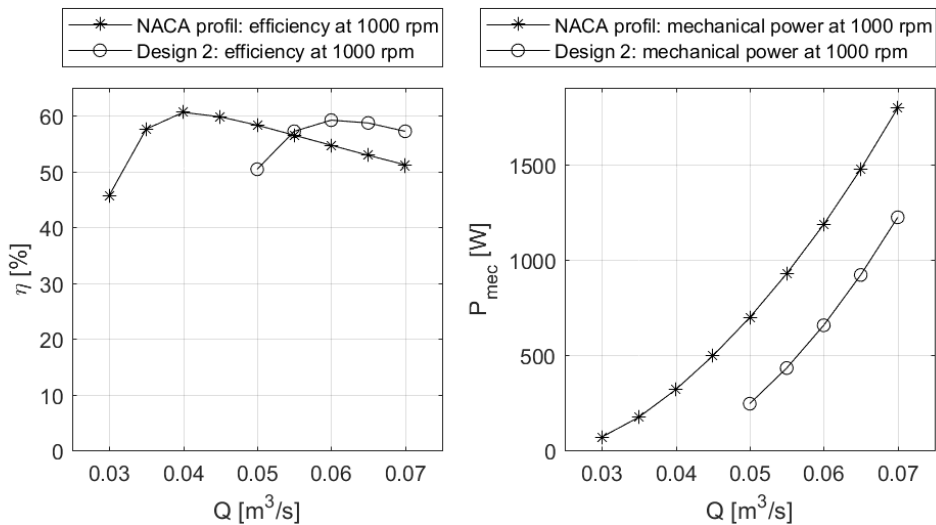 NACA profil: efficiency at 1000 rpm
Design 2: efficiency at 1000 rpm
60
50
40
30
20
10
0
η [%]
0.03 0.04 0.05 0.06 0.07
Q [m³/s]
NACA profil: mechanical power at 1000 rpm
Design 2: mechanical power at 1000 rpm
1500
1000
500
0
P_mec [W]
0.03 0.04 0.05 0.06 0.07
Q [m³/s]